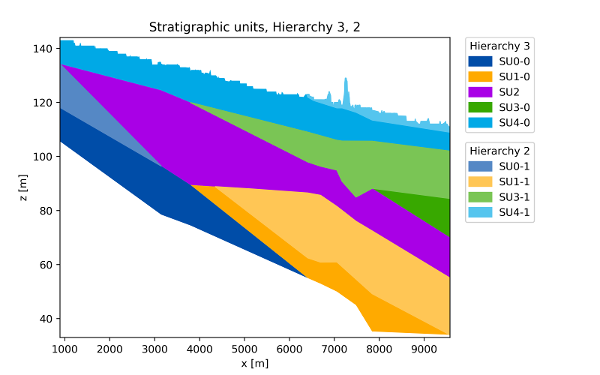 Stratigraphic units, Hierarchy 3, 2
z [m]
140
120
100
80
60
40
1000 2000 3000 4000 5000 6000 7000 8000 9000
x [m]
Hierarchy 3
SU0-0
SU1-0
SU2
SU3-0
SU4-0
Hierarchy 2
SU0-1
SU1-1
SU3-1
SU4-1